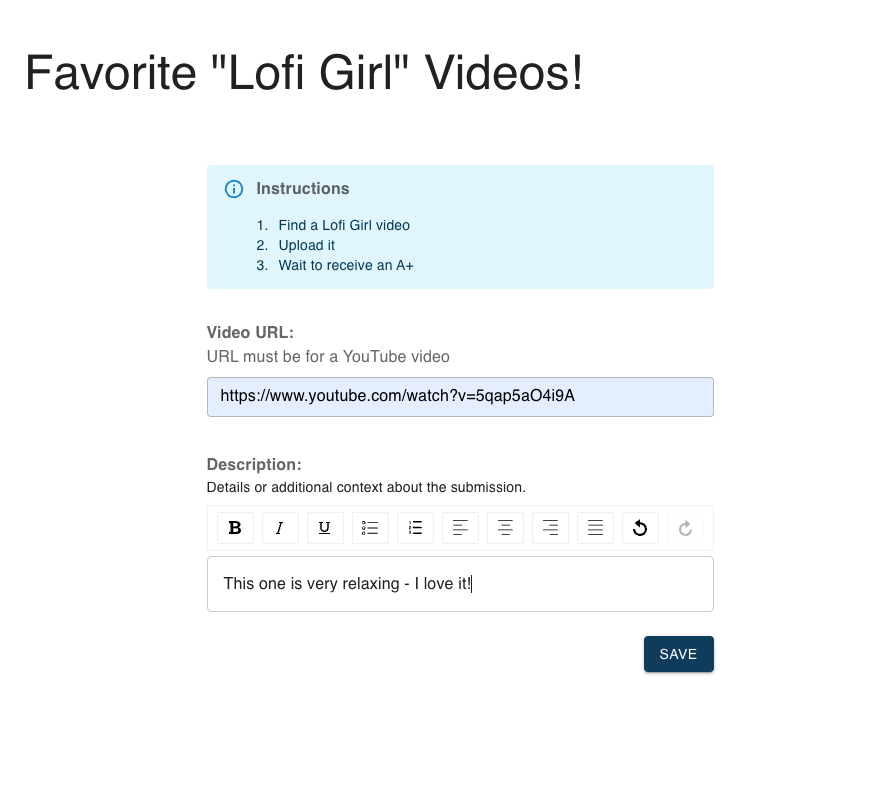 Favorite "Lofi Girl" Videos!
Instructions
1. Find a Lofi Girl video
2. Upload it
3. Wait to receive an A+
Video URL:
URL must be for a YouTube video
https://www.youtube.com/watch?v=5qap5aO4i9A
Description:
Details or additional context about the submission.
B I U
This one is very relaxing - I love it!
SAVE